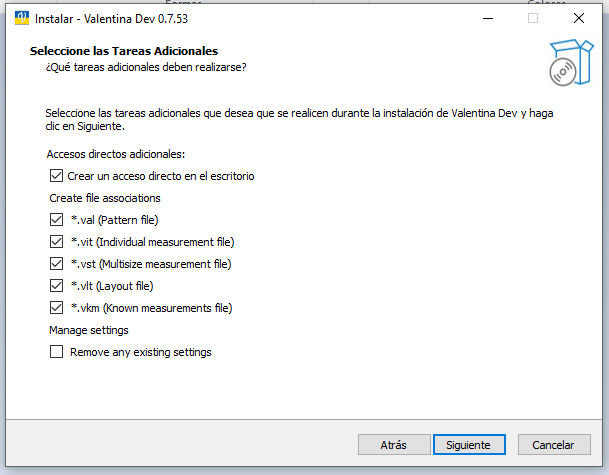 Instalar - Valentina Dev 0.7.53
Seleccione las Tareas Adicionales
¿Qué tareas adicionales deben realizarse?
Seleccione las tareas adicionales que desea que se realicen durante la instalación de Valentina Dev y haga
clic en Siguiente.
Accesos directos adicionales:
Crear un acceso directo en el escritorio
Create file associations
*.val (Pattern file)
*.vit (Individual measurement file)
*.vst (Multisize measurement file)
*.vlt (Layout file)
*.vkm (Known measurements file)
Manage settings
Remove any existing settings
Atrás Siguiente Cancelar